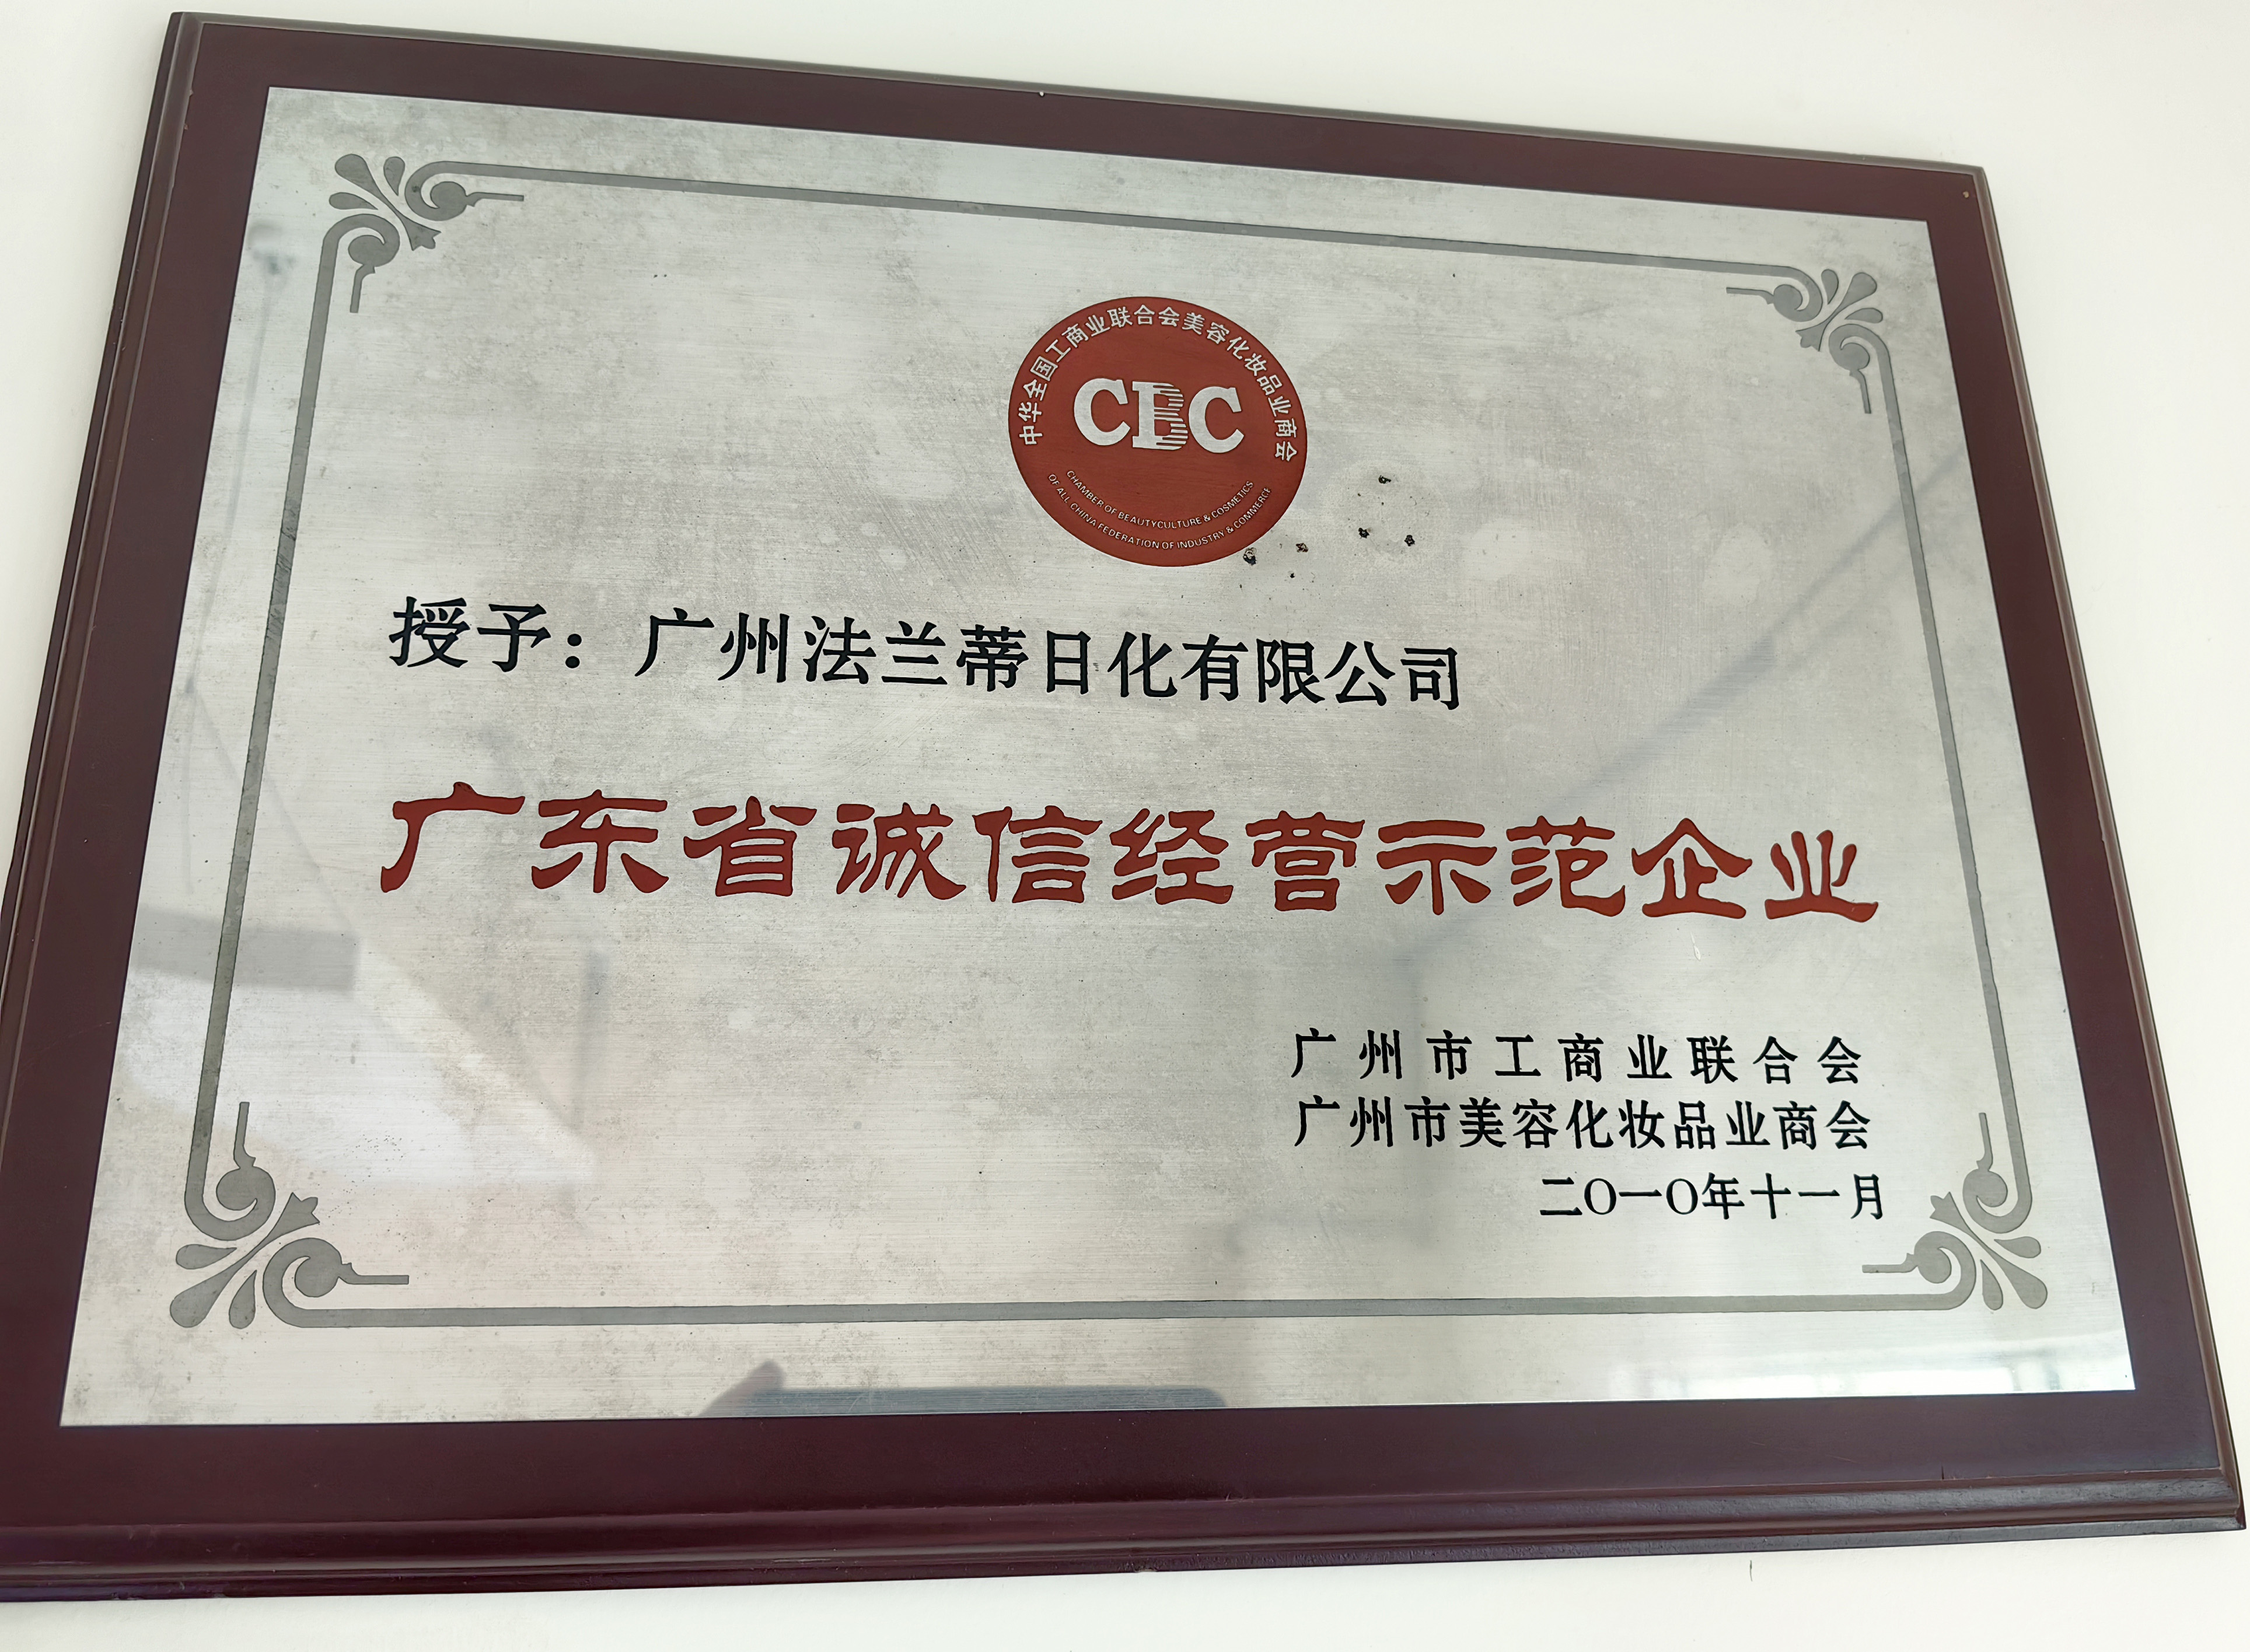 中华全国工商业联合会美容化妆品业商会
CBC
CHAMBER OF BEAUTYCULTURE & COSMETICS
OF ALL CHINA FEDERATION OF INDUSTRY & COMMERCE
授予：广州法兰蒂日化有限公司
广东省诚信经营示范企业
广州市工商业联合会
广州市美容化妆品业商会
二〇一〇年十一月